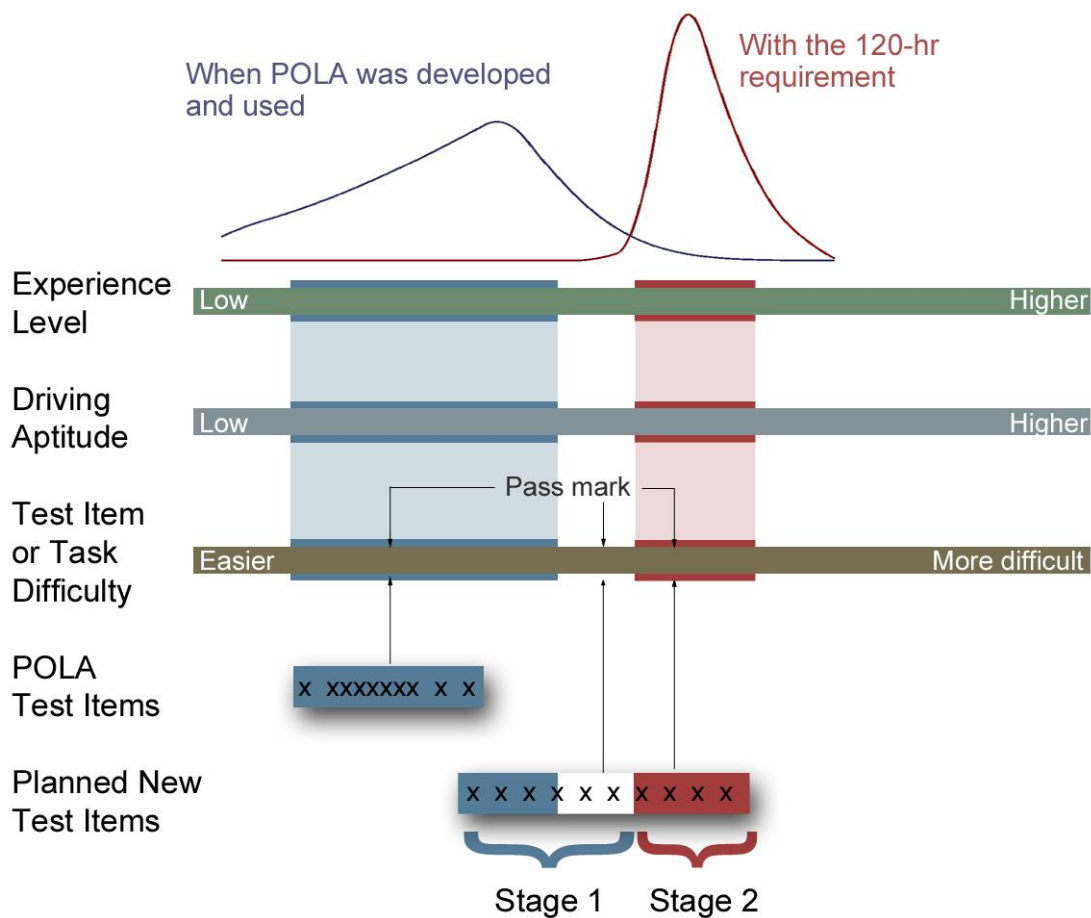 When POLA was developed
and used
With the 120-hr
requirement
Experience
Level
Low
Higher
Driving
Aptitude
Low
Higher
Pass mark
Test Item
or Task
Difficulty
Easier
More difficult
POLA
Test Items
x xxxxxxx x x
Planned New
Test Items
x x x x x x x x x x
Stage 1
Stage 2